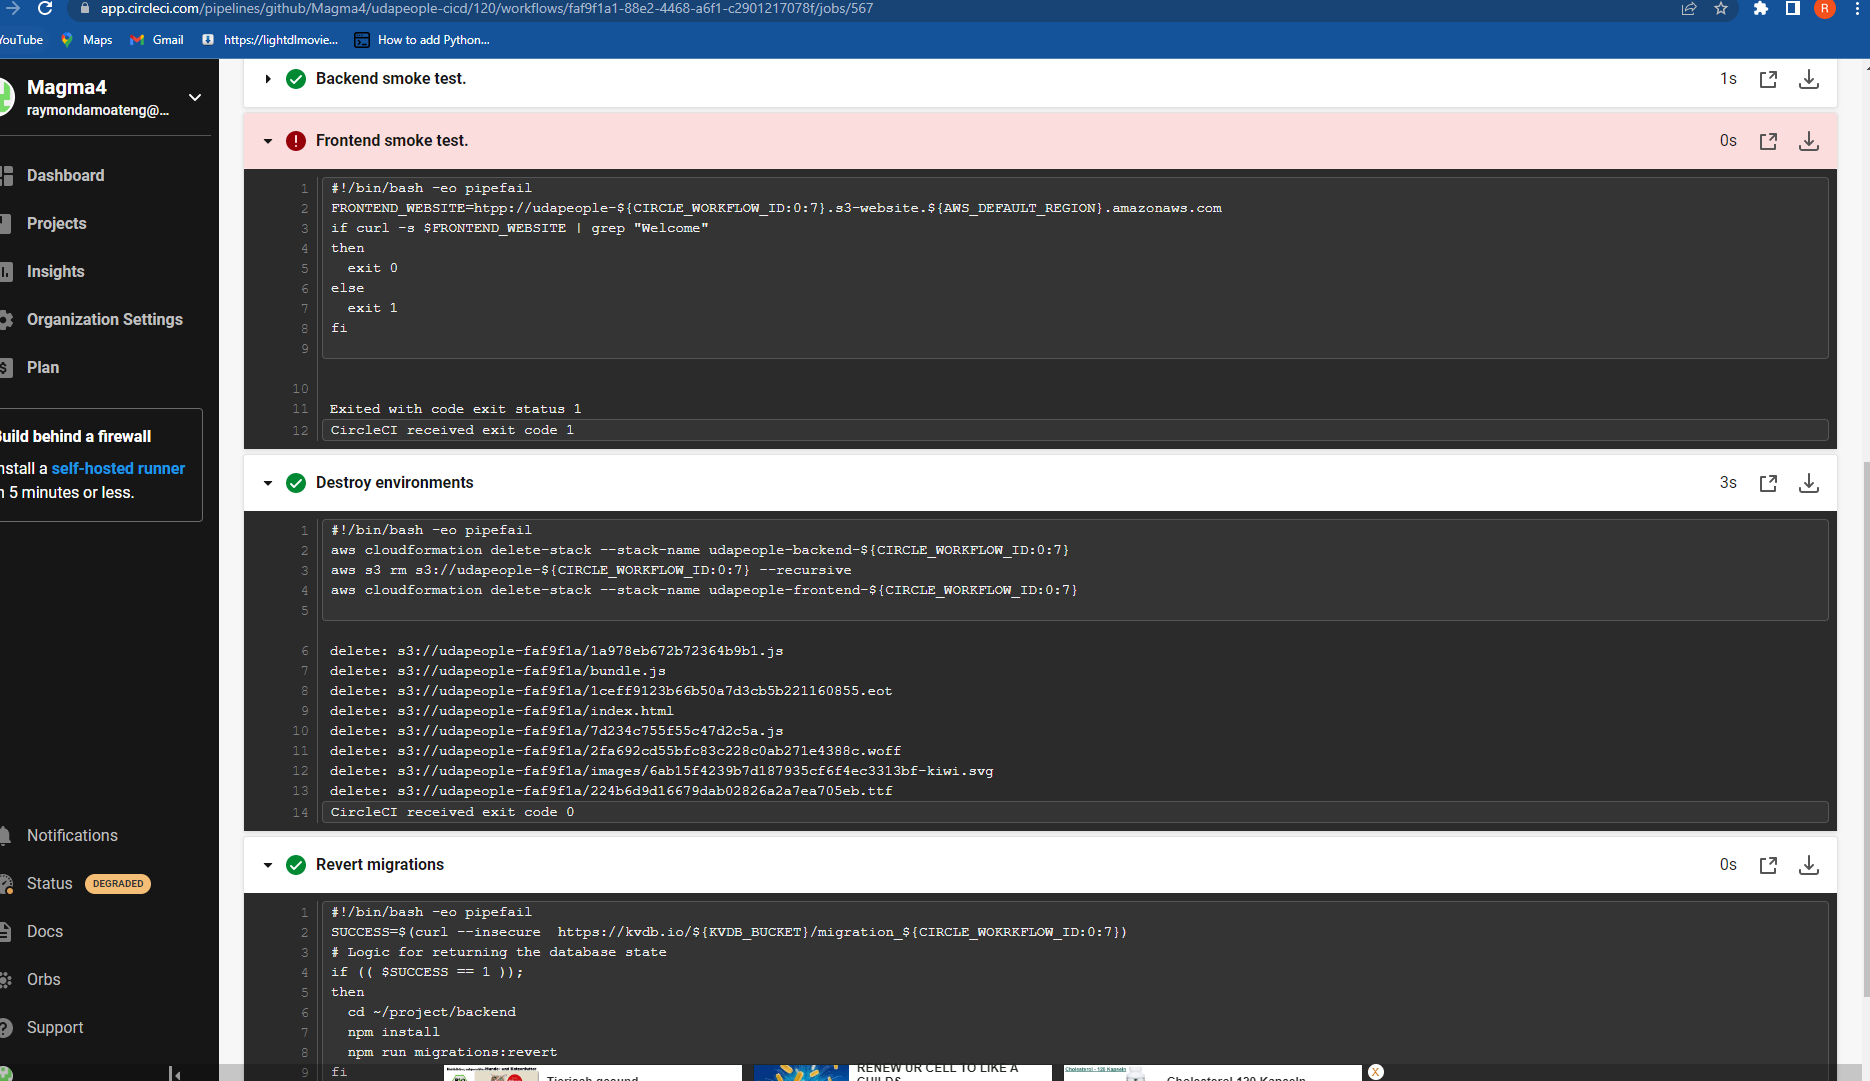 app.circleci.com/pipelines/github/Magma4/udapeople-cicd/120/workflows/faf9f1a1-88e2-4468-a6f1-c2901217078f/jobs/567
R
YouTube
Maps
Gmail
https://lightdlmovie...
How to add Python...
Magma4
raymondamoateng@...
Dashboard
Projects
Insights
Organization Settings
Plan
Build behind a firewall
Install a self-hosted runner
in 5 minutes or less.
Notifications
Status DEGRADED
Docs
Orbs
Support
Backend smoke test.
1s
Frontend smoke test.
0s
1 #!/bin/bash -eo pipefail
2 FRONTEND_WEBSITE=htpp://udapeople-${CIRCLE_WORKFLOW_ID:0:7}.s3-website.${AWS_DEFAULT_REGION}.amazonaws.com
3 if curl -s $FRONTEND_WEBSITE | grep "Welcome"
4 then
5   exit 0
6 else
7   exit 1
8 fi
9
10
11 Exited with code exit status 1
12 CircleCI received exit code 1
Destroy environments
3s
1 #!/bin/bash -eo pipefail
2 aws cloudformation delete-stack --stack-name udapeople-backend-${CIRCLE_WORKFLOW_ID:0:7}
3 aws s3 rm s3://udapeople-${CIRCLE_WORKFLOW_ID:0:7} --recursive
4 aws cloudformation delete-stack --stack-name udapeople-frontend-${CIRCLE_WORKFLOW_ID:0:7}
5
6 delete: s3://udapeople-faf9f1a/1a978eb672b72364b9b1.js
7 delete: s3://udapeople-faf9f1a/bundle.js
8 delete: s3://udapeople-faf9f1a/1ceff9123b66b50a7d3cb5b221160855.eot
9 delete: s3://udapeople-faf9f1a/index.html
10 delete: s3://udapeople-faf9f1a/7d234c755f55c47d2c5a.js
11 delete: s3://udapeople-faf9f1a/2fa692cd55bfc83c228c0ab271e4388c.woff
12 delete: s3://udapeople-faf9f1a/images/6ab15f4239b7d187935cf6f4ec3313bf-kiwi.svg
13 delete: s3://udapeople-faf9f1a/224b6d9d16679dab02826a2a7ea705eb.ttf
14 CircleCI received exit code 0
Revert migrations
0s
1 #!/bin/bash -eo pipefail
2 SUCCESS=$(curl --insecure  https://kvdb.io/${KVDB_BUCKET}/migration_${CIRCLE_WOKRKFLOW_ID:0:7})
3 # Logic for returning the database state
4 if (( $SUCCESS == 1 ));
5 then
6   cd ~/project/backend
7   npm install
8   npm run migrations:revert
9 fi
Tierisch gesund
RENEW UR CELL TO LIKE A
CHILDS
Cholesterol - 120 Kapseln
Cholesterol 120 Kapseln
X